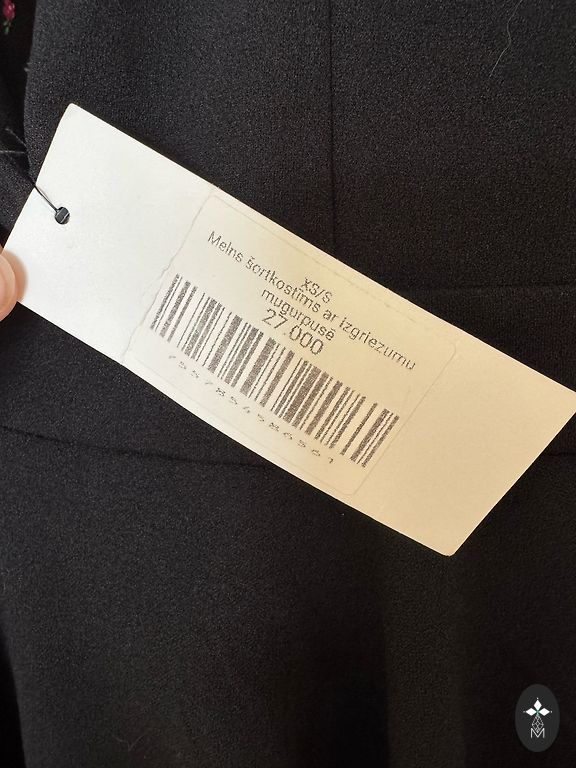 XS/S
Melns šortkostīms ar izgriezumu
mugurpusē
27.000
M